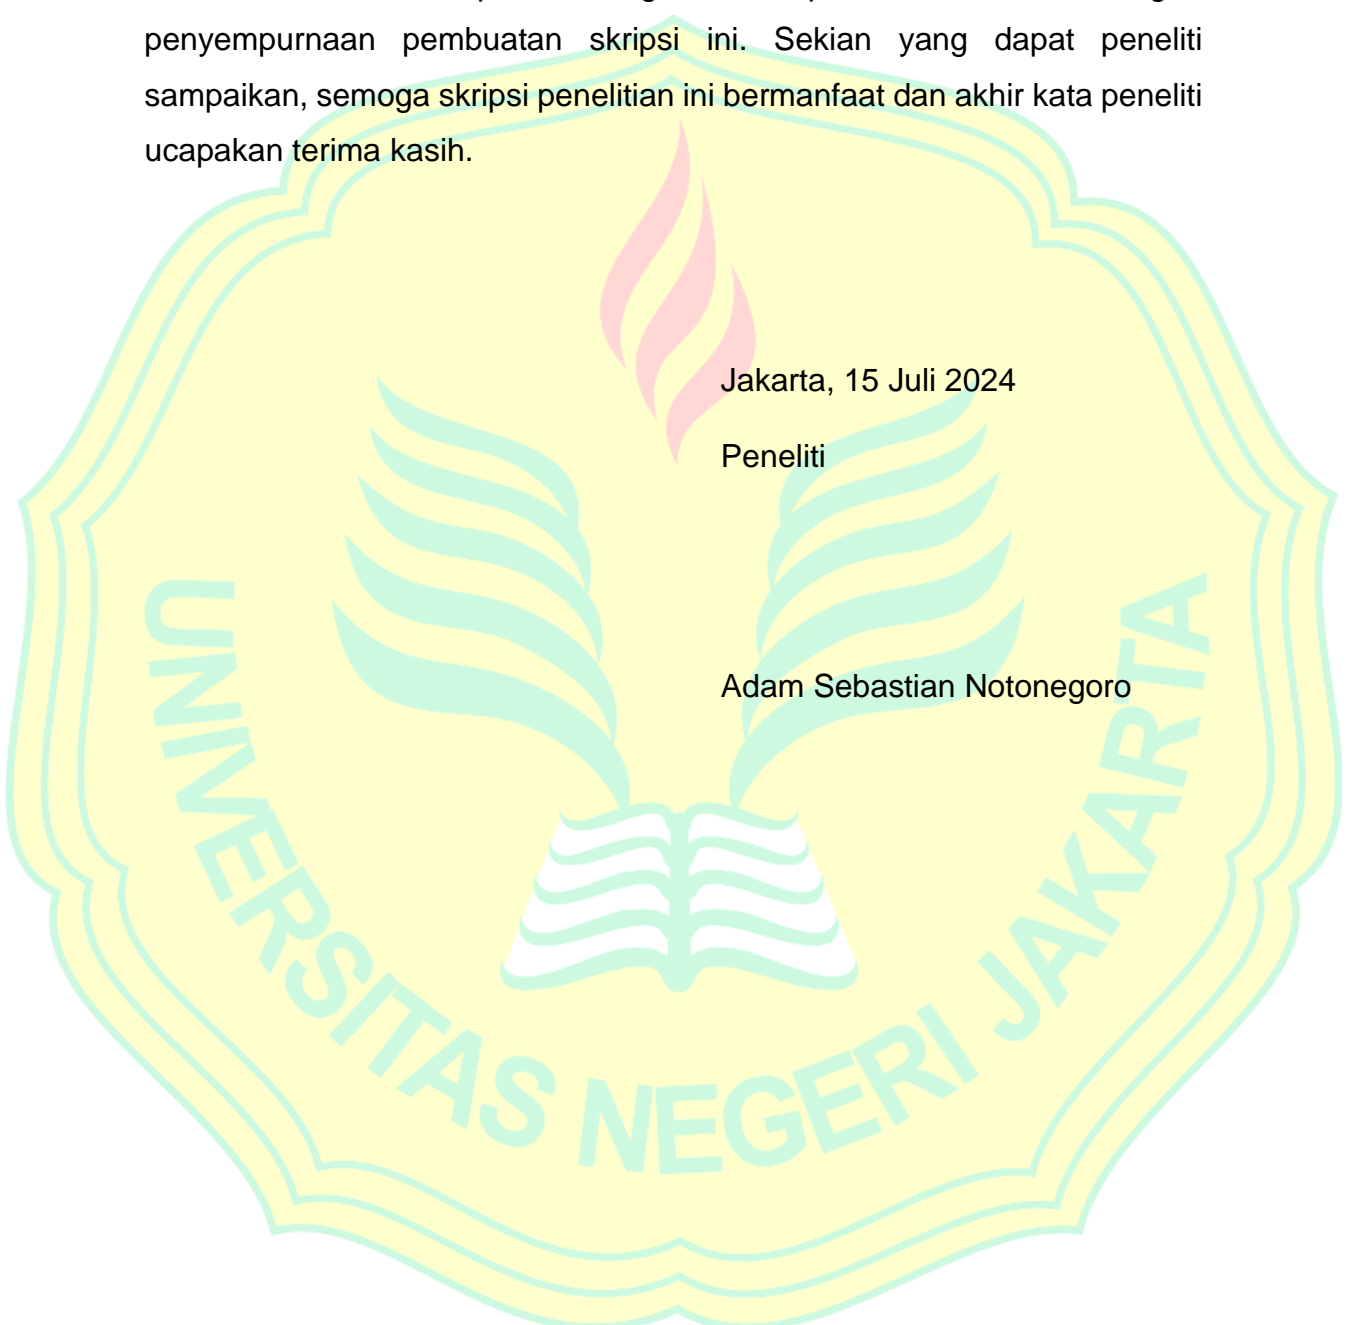 penyempurnaan pembuatan skripsi ini. Sekian yang dapat peneliti
sampaikan, semoga skripsi penelitian ini bermanfaat dan akhir kata peneliti
ucapakan terima kasih.
Jakarta, 15 Juli 2024
Peneliti
Adam Sebastian Notonegoro
UNIVERSITAS NEGERI JAKARTA